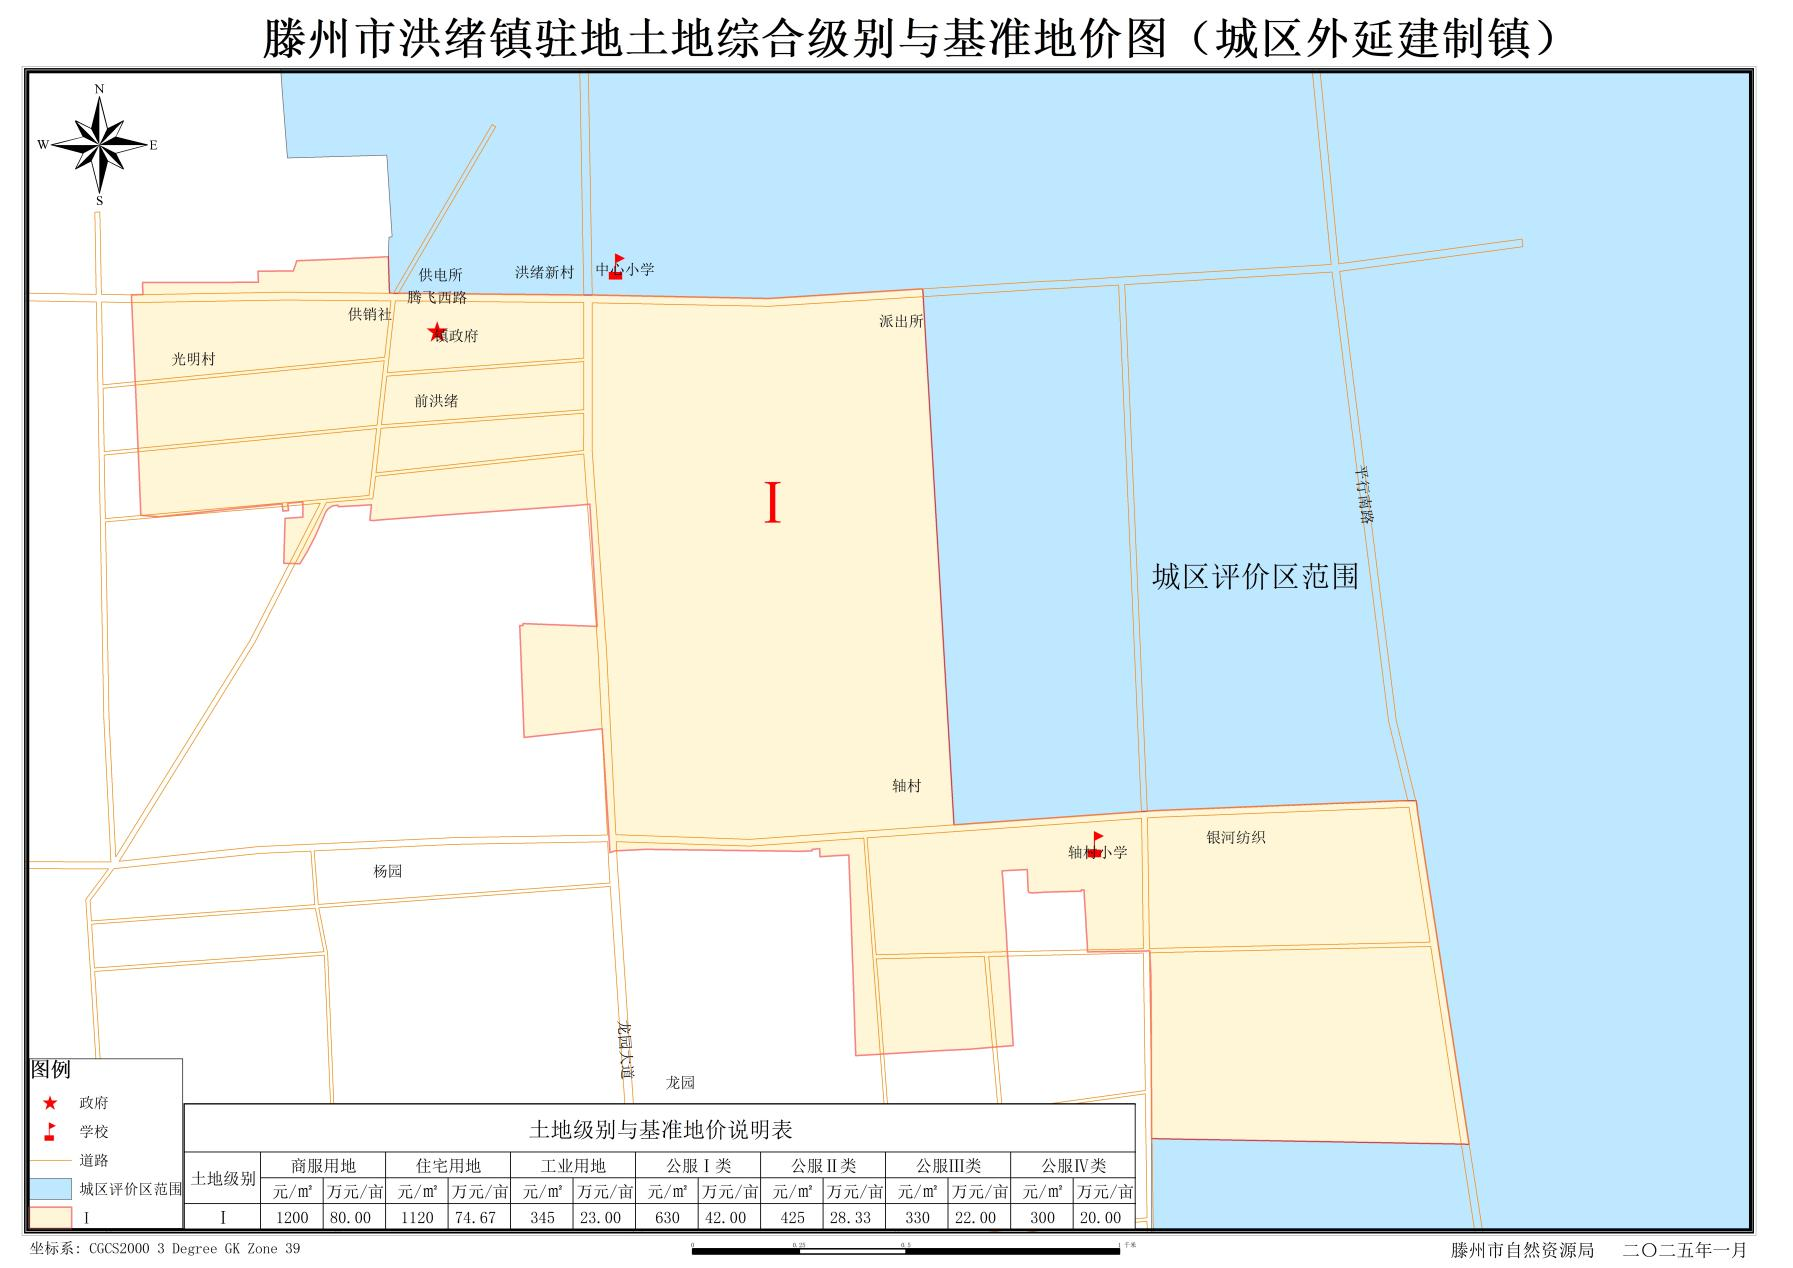 滕州市洪绪镇驻地土地综合级别与基准地价图（城区外延建制镇）
N
W E
S
供电所 洪绪新村 中心小学
腾飞西路
供销社 镇政府 派出所
光明村
前洪绪
I
平行南路
城区评价区范围
轴村
轴村小学 银河纺织
杨园
龙园大道
龙园
图例
政府
学校
道路
城区评价区范围
I
土地级别与基准地价说明表
土地级别 商服用地 住宅用地 工业用地 公服Ⅰ类 公服Ⅱ类 公服Ⅲ类 公服Ⅳ类
元/㎡ 万元/亩 元/㎡ 万元/亩 元/㎡ 万元/亩 元/㎡ 万元/亩 元/㎡ 万元/亩 元/㎡ 万元/亩 元/㎡ 万元/亩
I 1200 80.00 1120 74.67 345 23.00 630 42.00 425 28.33 330 22.00 300 20.00
坐标系: CGCS2000 3 Degree GK Zone 39
0 0.25 0.5 1 千米
滕州市自然资源局 二〇二五年一月